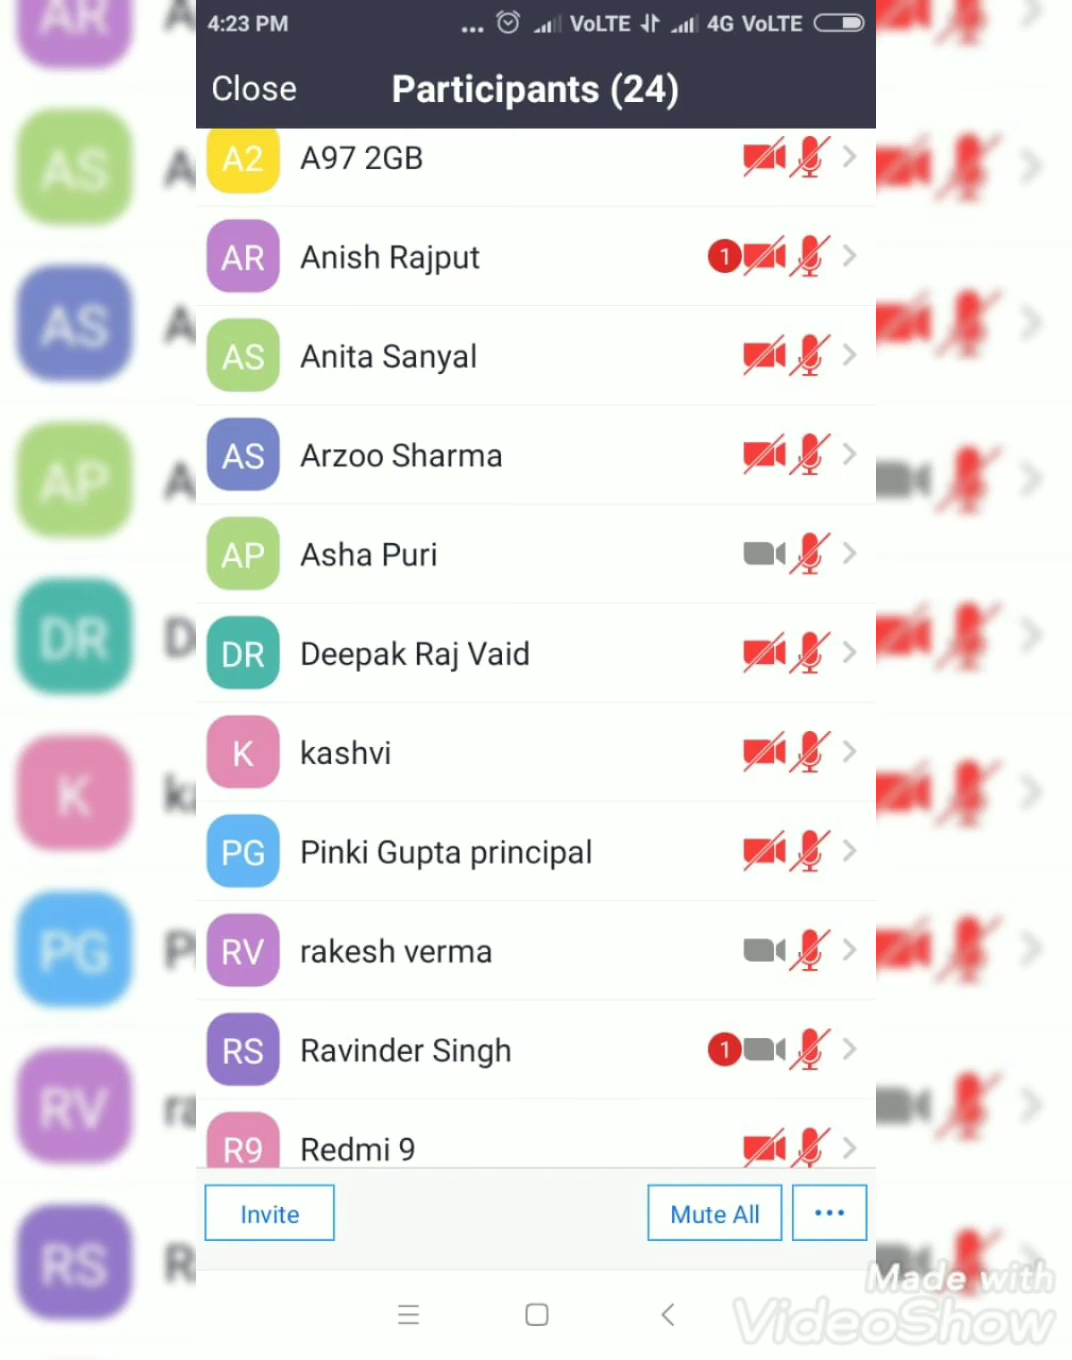 4:23 PM ... VoLTE 4G VoLTE
Close Participants (24)
A2 A97 2GB
AR Anish Rajput 1
AS Anita Sanyal
AS Arzoo Sharma
AP Asha Puri
DR Deepak Raj Vaid
K kashvi
PG Pinki Gupta principal
RV rakesh verma
RS Ravinder Singh 1
R9 Redmi 9
Invite Mute All ...
Made with
VideoShow